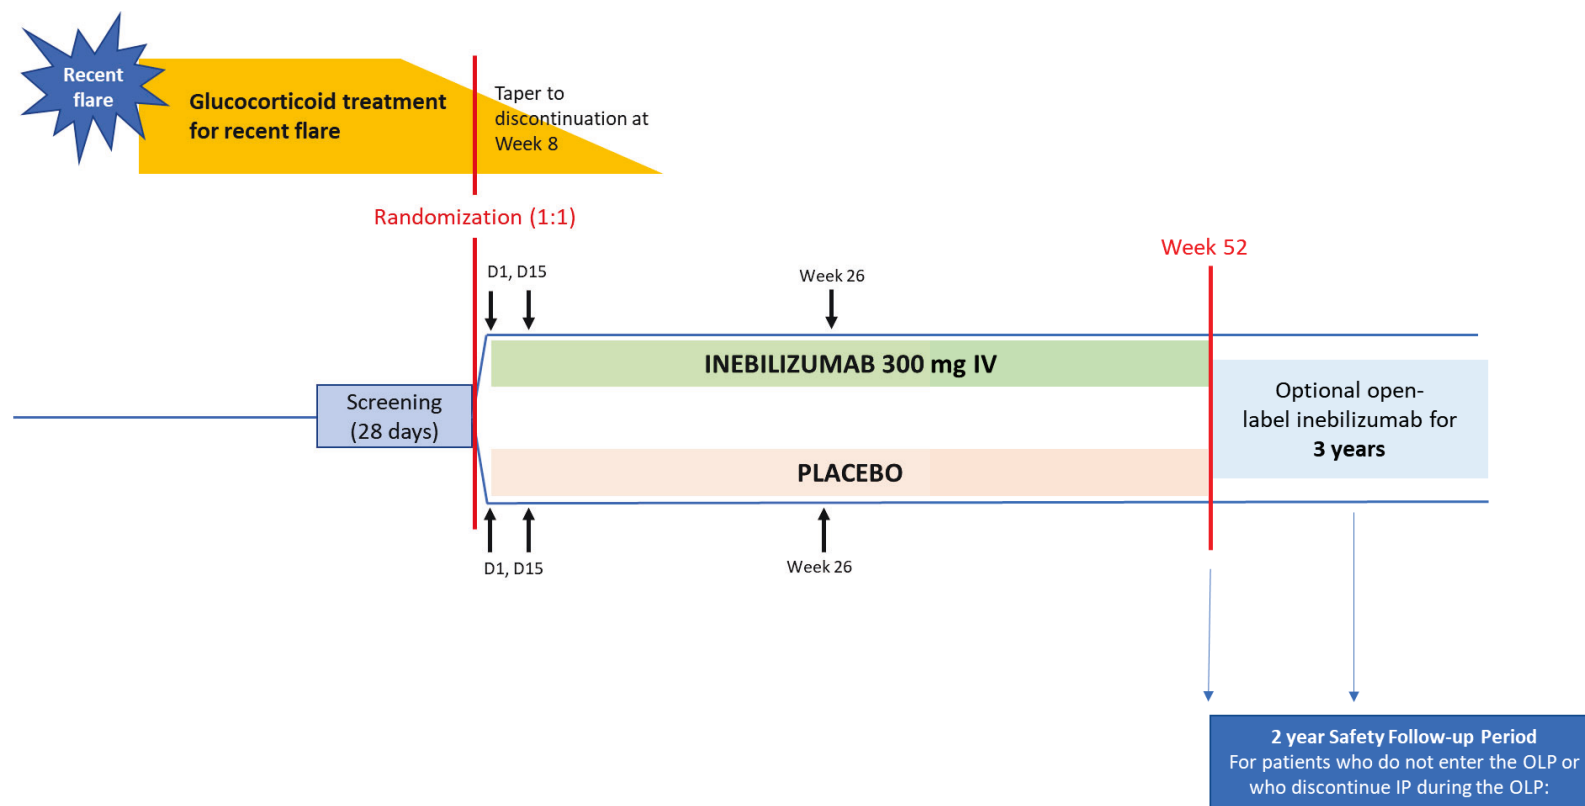 Recent
flare
Glucocorticoid treatment
for recent flare
Taper to
discontinuation at
Week 8
Randomization (1:1)
Week 52
D1, D15
Week 26
INEBILIZUMAB 300 mg IV
Screening
(28 days)
Optional open-
label inebilizumab for
3 years
PLACEBO
D1, D15
Week 26
2 year Safety Follow-up Period
For patients who do not enter the OLP or
who discontinue IP during the OLP: